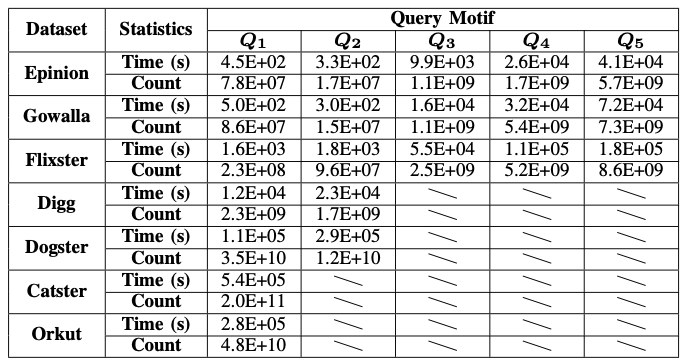 Dataset Statistics Query Motif
Q1 Q2 Q3 Q4 Q5
Epinion Time (s) 4.5E+02 3.3E+02 9.9E+03 2.6E+04 4.1E+04
Count 7.8E+07 1.7E+07 1.1E+09 1.7E+09 5.7E+09
Gowalla Time (s) 5.0E+02 3.0E+02 1.6E+04 3.2E+04 7.2E+04
Count 8.6E+07 1.5E+07 1.1E+09 5.4E+09 7.3E+09
Flixster Time (s) 1.6E+03 1.8E+03 5.5E+04 1.1E+05 1.8E+05
Count 2.3E+08 9.6E+07 2.5E+09 5.2E+09 8.6E+09
Digg Time (s) 1.2E+04 2.3E+04
Count 2.3E+09 1.7E+09
Dogster Time (s) 1.1E+05 2.9E+05
Count 3.5E+10 1.2E+10
Catster Time (s) 5.4E+05
Count 2.0E+11
Orkut Time (s) 2.8E+05
Count 4.8E+10